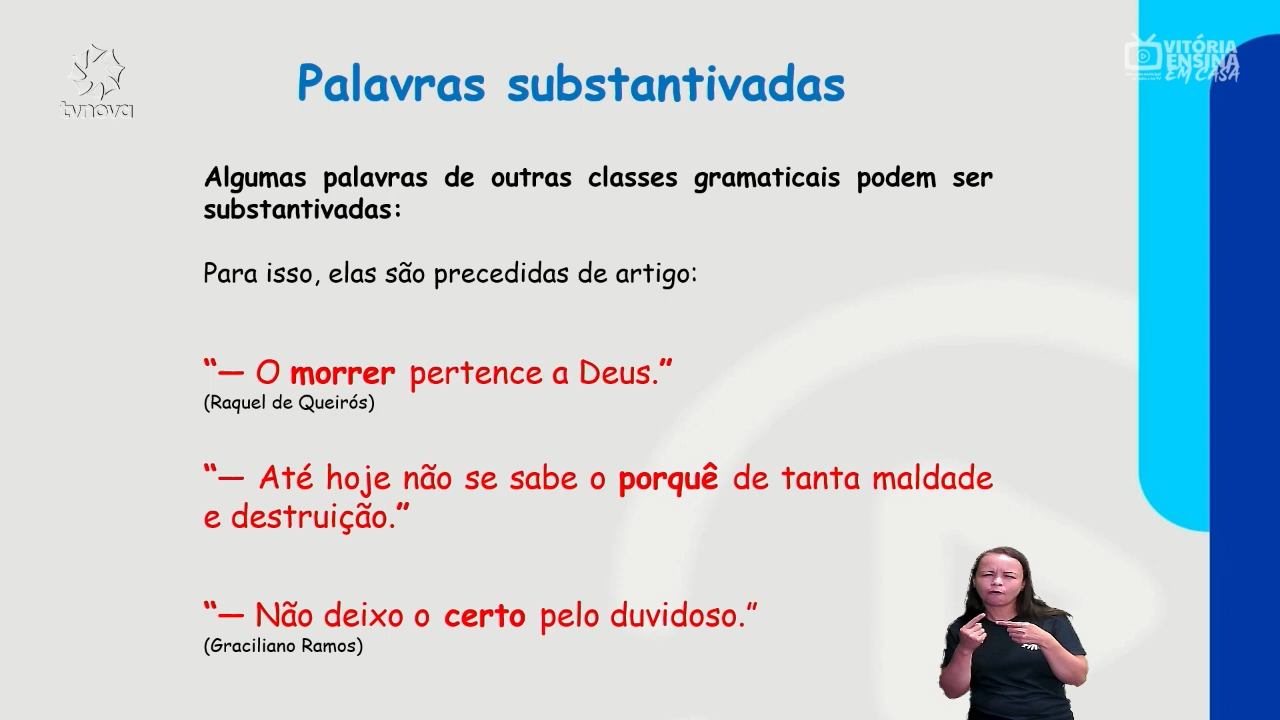 tvnova
VITÓRIA
ENSINA
EM CASA
Palavras substantivadas
Algumas palavras de outras classes gramaticais podem ser
substantivadas:
Para isso, elas são precedidas de artigo:
“— O morrer pertence a Deus.”
(Raquel de Queirós)
“— Até hoje não se sabe o porquê de tanta maldade
e destruição.”
“— Não deixo o certo pelo duvidoso.”
(Graciliano Ramos)